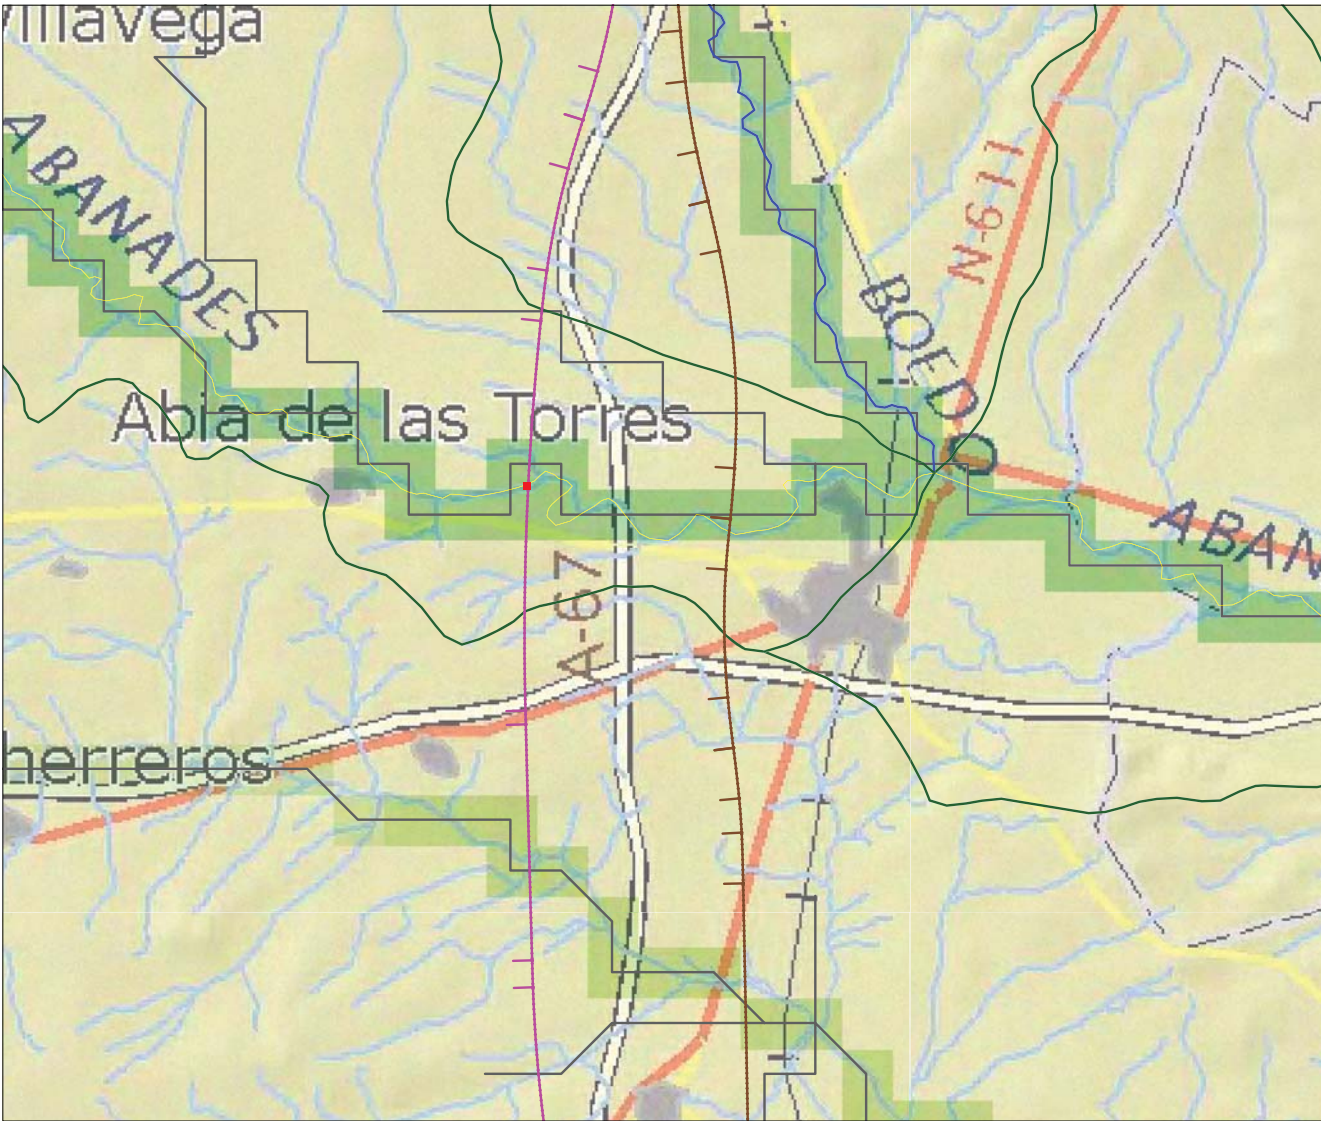 villavega
ABANADES
N-611
BOEDO
Abia de las Torres
ABAN
A-67
herreros